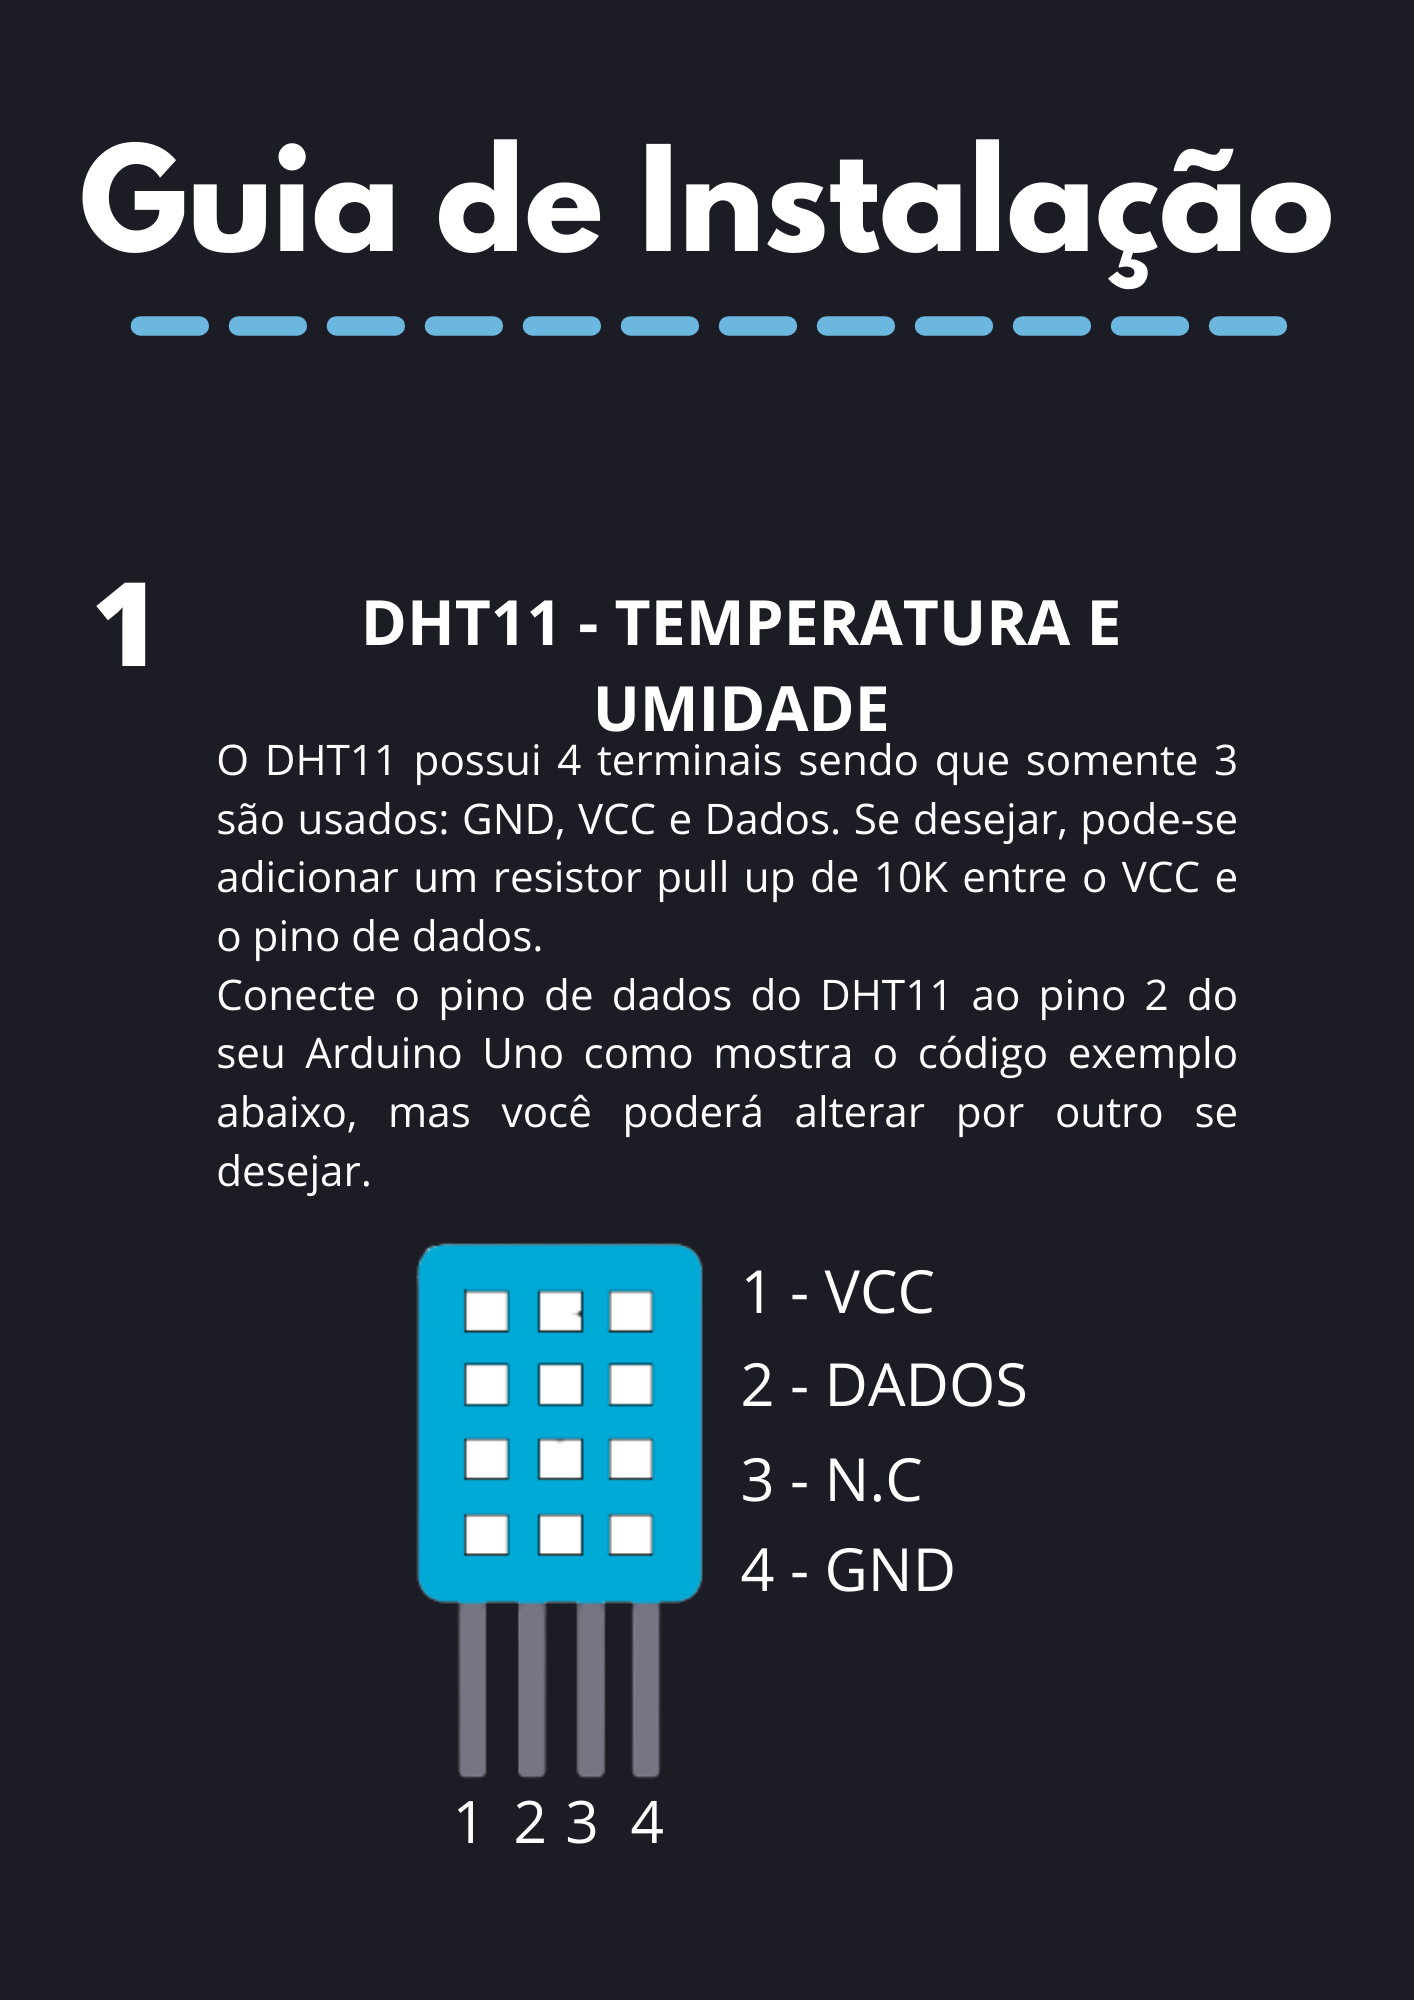 Guia de Instalação
1
DHT11 - TEMPERATURA E
UMIDADE
O DHT11 possui 4 terminais sendo que somente 3
são usados: GND, VCC e Dados. Se desejar, pode-se
adicionar um resistor pull up de 10K entre o VCC e
o pino de dados.
Conecte o pino de dados do DHT11 ao pino 2 do
seu Arduino Uno como mostra o código exemplo
abaixo, mas você poderá alterar por outro se
desejar.
1 - VCC
2 - DADOS
3 - N.C
4 - GND
1 2 3 4